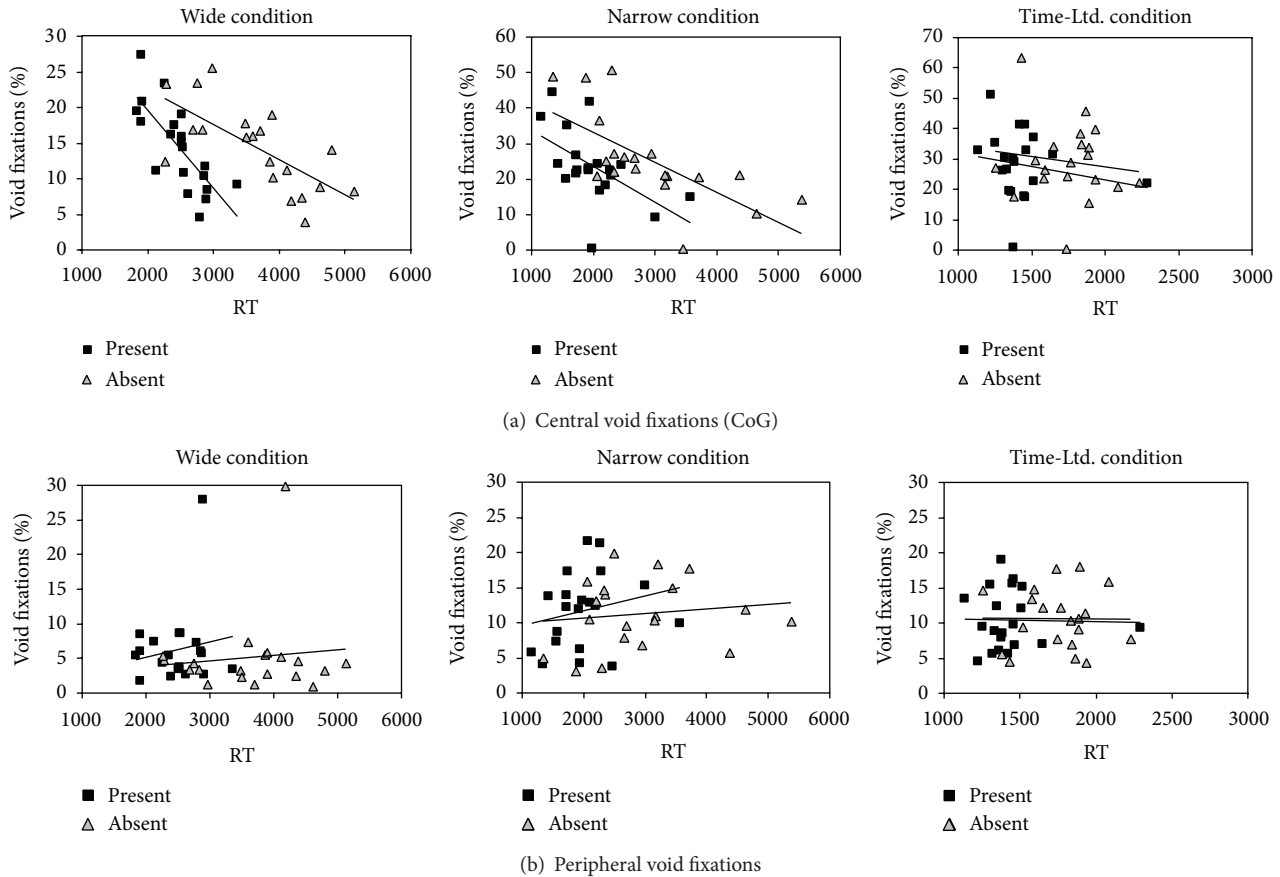 Wide condition
Narrow condition
Time-Ltd. condition
Void fixations (%)
30
25
20
15
10
5
0
1000 2000 3000 4000 5000 6000
RT
Void fixations (%)
60
50
40
30
20
10
0
1000 2000 3000 4000 5000 6000
RT
Void fixations (%)
70
60
50
40
30
20
10
0
1000 1500 2000 2500 3000
RT
Present
Absent
Present
Absent
Present
Absent
(a) Central void fixations (CoG)
Wide condition
Narrow condition
Time-Ltd. condition
Void fixations (%)
30
25
20
15
10
5
0
1000 2000 3000 4000 5000 6000
RT
Void fixations (%)
30
25
20
15
10
5
0
1000 2000 3000 4000 5000 6000
RT
Void fixations (%)
30
25
20
15
10
5
0
1000 1500 2000 2500 3000
RT
Present
Absent
Present
Absent
Present
Absent
(b) Peripheral void fixations